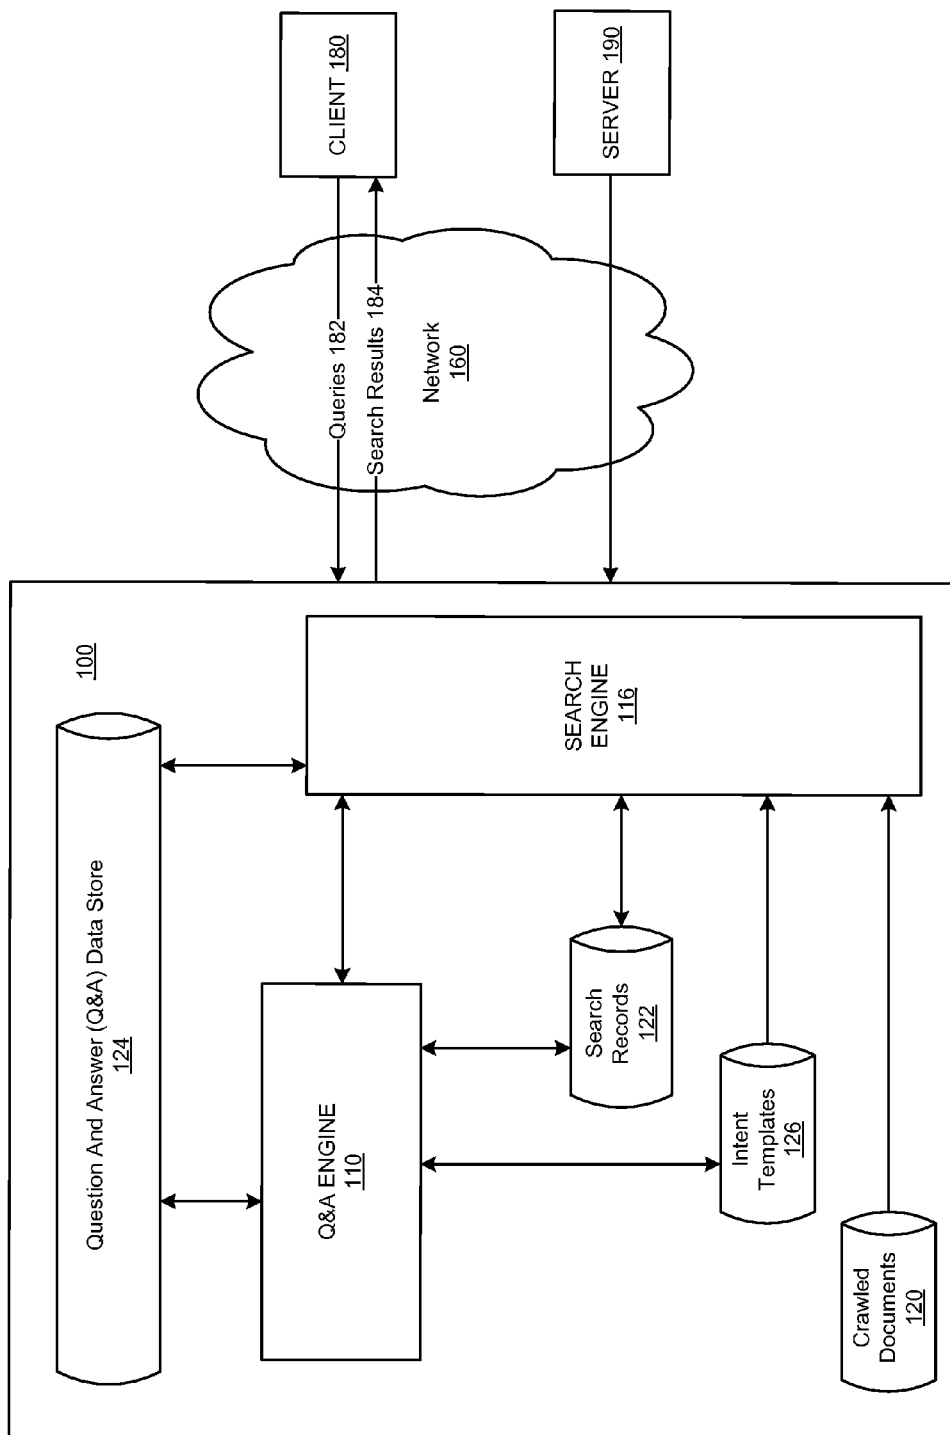 100
Question And Answer (Q&A) Data Store
124
Q&A ENGINE
110
SEARCH
ENGINE
116
Search
Records
122
Intent
Templates
126
Crawled
Documents
120
Queries 182
Search Results 184
Network
160
CLIENT 180
SERVER 190